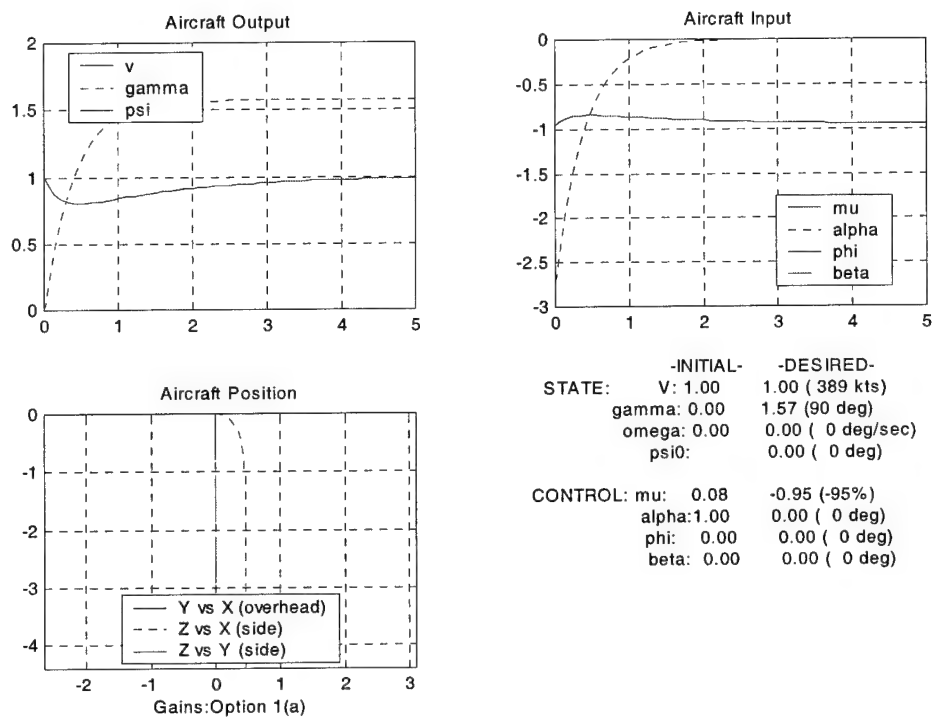 Aircraft Output
2
1.5
1
0.5
0
v
gamma
psi
0 1 2 3 4 5
Aircraft Input
0
-0.5
-1
-1.5
-2
-2.5
-3
mu
alpha
phi
beta
0 1 2 3 4 5
Aircraft Position
0
-1
-2
-3
-4
Y vs X (overhead)
Z vs X (side)
Z vs Y (side)
-2 -1 0 1 2 3
Gains:Option 1(a)
-INITIAL- -DESIRED-
STATE: V: 1.00 1.00 ( 389 kts)
gamma: 0.00 1.57 (90 deg)
omega: 0.00 0.00 ( 0 deg/sec)
psi0: 0.00 ( 0 deg)
CONTROL: mu: 0.08 -0.95 (-95%)
alpha:1.00 0.00 ( 0 deg)
phi: 0.00 0.00 ( 0 deg)
beta: 0.00 0.00 ( 0 deg)